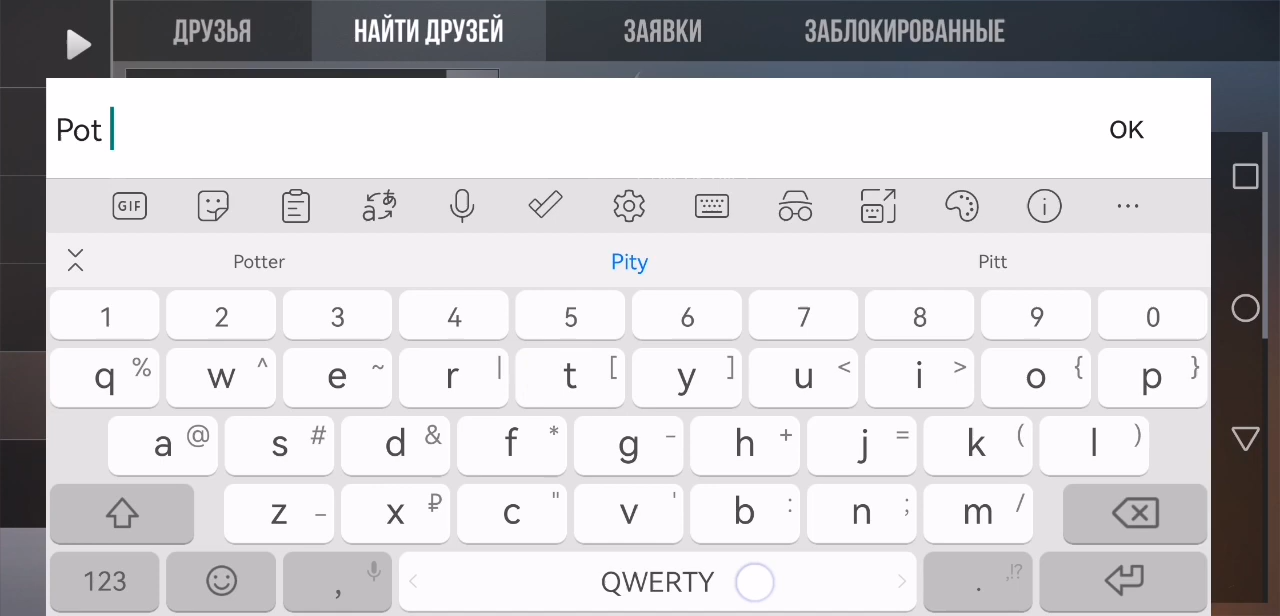 ДРУЗЬЯ НАЙТИ ДРУЗЕЙ ЗАЯВКИ ЗАБЛОКИРОВАННЫЕ
Pot OK
GIF
Potter Pity Pitt
1 2 3 4 5 6 7 8 9 0
q % w ^ e ~ r | t [ y ] u < i > o { p }
a @ s # d & f * g - h + j = k ( l )
z _ x ₽ c " v ' b : n ; m /
123 , QWERTY . ,!?